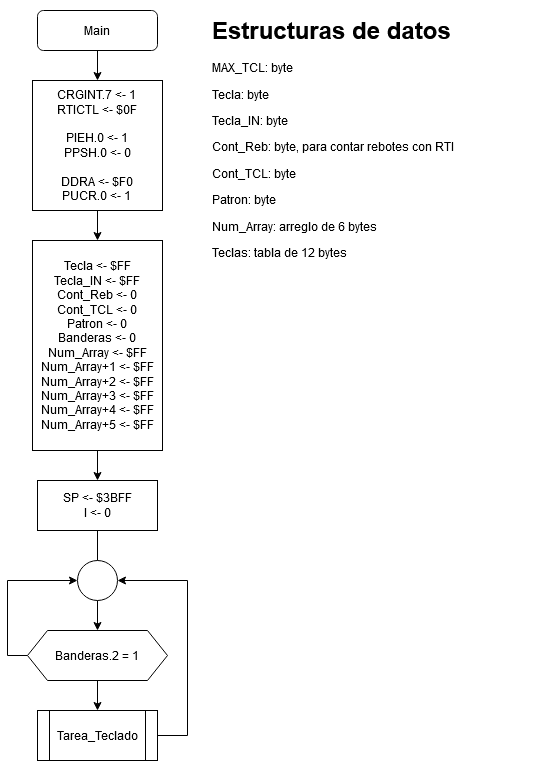 Main
CRGINT.7 <- 1
RTICTL <- $0F
PIEH.0 <- 1
PPSH.0 <- 0
DDRA <- $F0
PUCR.0 <- 1
Tecla <- $FF
Tecla_IN <- $FF
Cont_Reb <- 0
Cont_TCL <- 0
Patron <- 0
Banderas <- 0
Num_Array <- $FF
Num_Array+1 <- $FF
Num_Array+2 <- $FF
Num_Array+3 <- $FF
Num_Array+4 <- $FF
Num_Array+5 <- $FF
SP <- $3BFF
I <- 0
Banderas.2 = 1
Tarea_Teclado
Estructuras de datos
MAX_TCL: byte
Tecla: byte
Tecla_IN: byte
Cont_Reb: byte, para contar rebotes con RTI
Cont_TCL: byte
Patron: byte
Num_Array: arreglo de 6 bytes
Teclas: tabla de 12 bytes